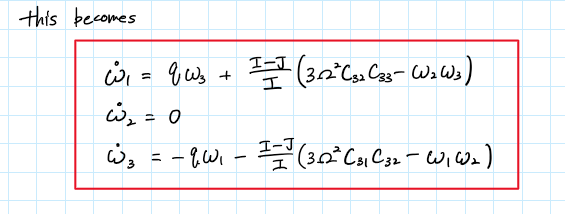 this becomes
ω̇₁ = qω₃ + (I-J)/I (3Ω²C₃₂C₃₃ - ω₂ω₃)
ω̇₂ = 0
ω̇₃ = -qω₁ - (I-J)/I (3Ω²C₃₁C₃₂ - ω₁ω₂)